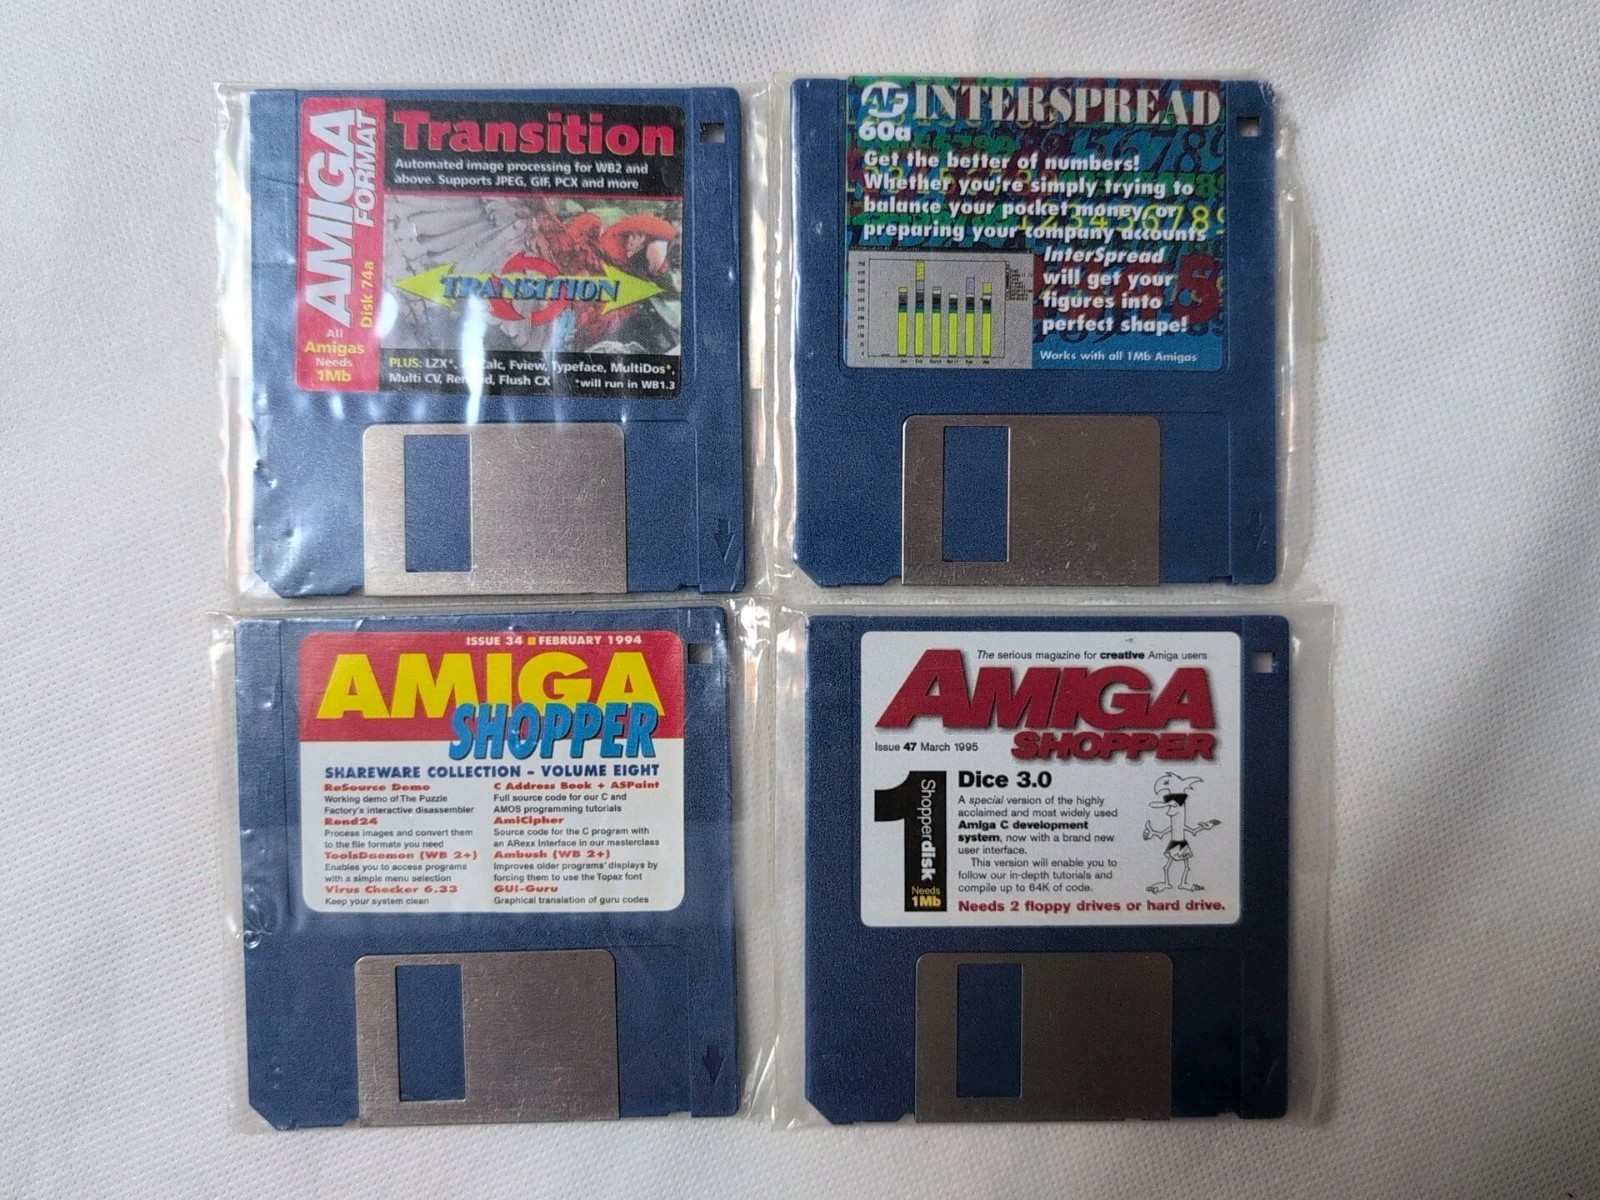 AMIGA
FORMAT
Disk 74a
All
Amigas
Needs
1Mb
Transition
Automated image processing for WB2 and
above. Supports JPEG, GIF, PCX and more
TRANSITION
PLUS: LZX*, Calc, Fview, Typeface, MultiDos*,
Multi CV, Flush CX *will run in WB1.3
AF INTERSPREAD
60a
Get the better of numbers!
Whether you're simply trying to
balance your pocket money or
preparing your company accounts
InterSpread
will get your
figures into
perfect shape!
Works with all 1Mb Amigas
ISSUE 34 FEBRUARY 1994
AMIGA
SHOPPER
SHAREWARE COLLECTION – VOLUME EIGHT
ReSource Demo
Working demo of The Puzzle
Factory's interactive disassembler
Rend24
Process images and convert them
to the file formats you need
ToolsDaemon (WB 2+)
Enables you to access programs
with a simple menu selection
Virus Checker 6.33
Keep your system clean
C Address Book + ASPaint
Full source code for our C and
AMOS programming tutorials
AmiCipher
Source code for the C program with
an ARexx Interface in our masterclass
Ambush (WB 2+)
Improves older programs' displays by
forcing them to use the Topaz font
GUI-Guru
Graphical translation of guru codes
The serious magazine for creative Amiga users
AMIGA
SHOPPER
Issue 47 March 1995
1
Shopperdisk
Needs
1Mb
Dice 3.0
A special version of the highly
acclaimed and most widely used
Amiga C development
system, now with a brand new
user interface.
This version will enable you to
follow our in-depth tutorials and
compile up to 64K of code.
Needs 2 floppy drives or hard drive.